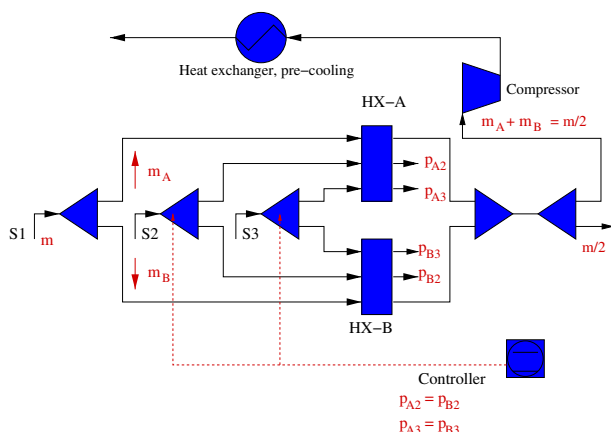 Heat exchanger, pre−cooling
Compressor
HX−A
m_A + m_B = m/2
p_A2
m_A
p_A3
S1
m
S2
S3
p_B3
m/2
m_B
p_B2
HX−B
Controller
p_A2 = p_B2
p_A3 = p_B3